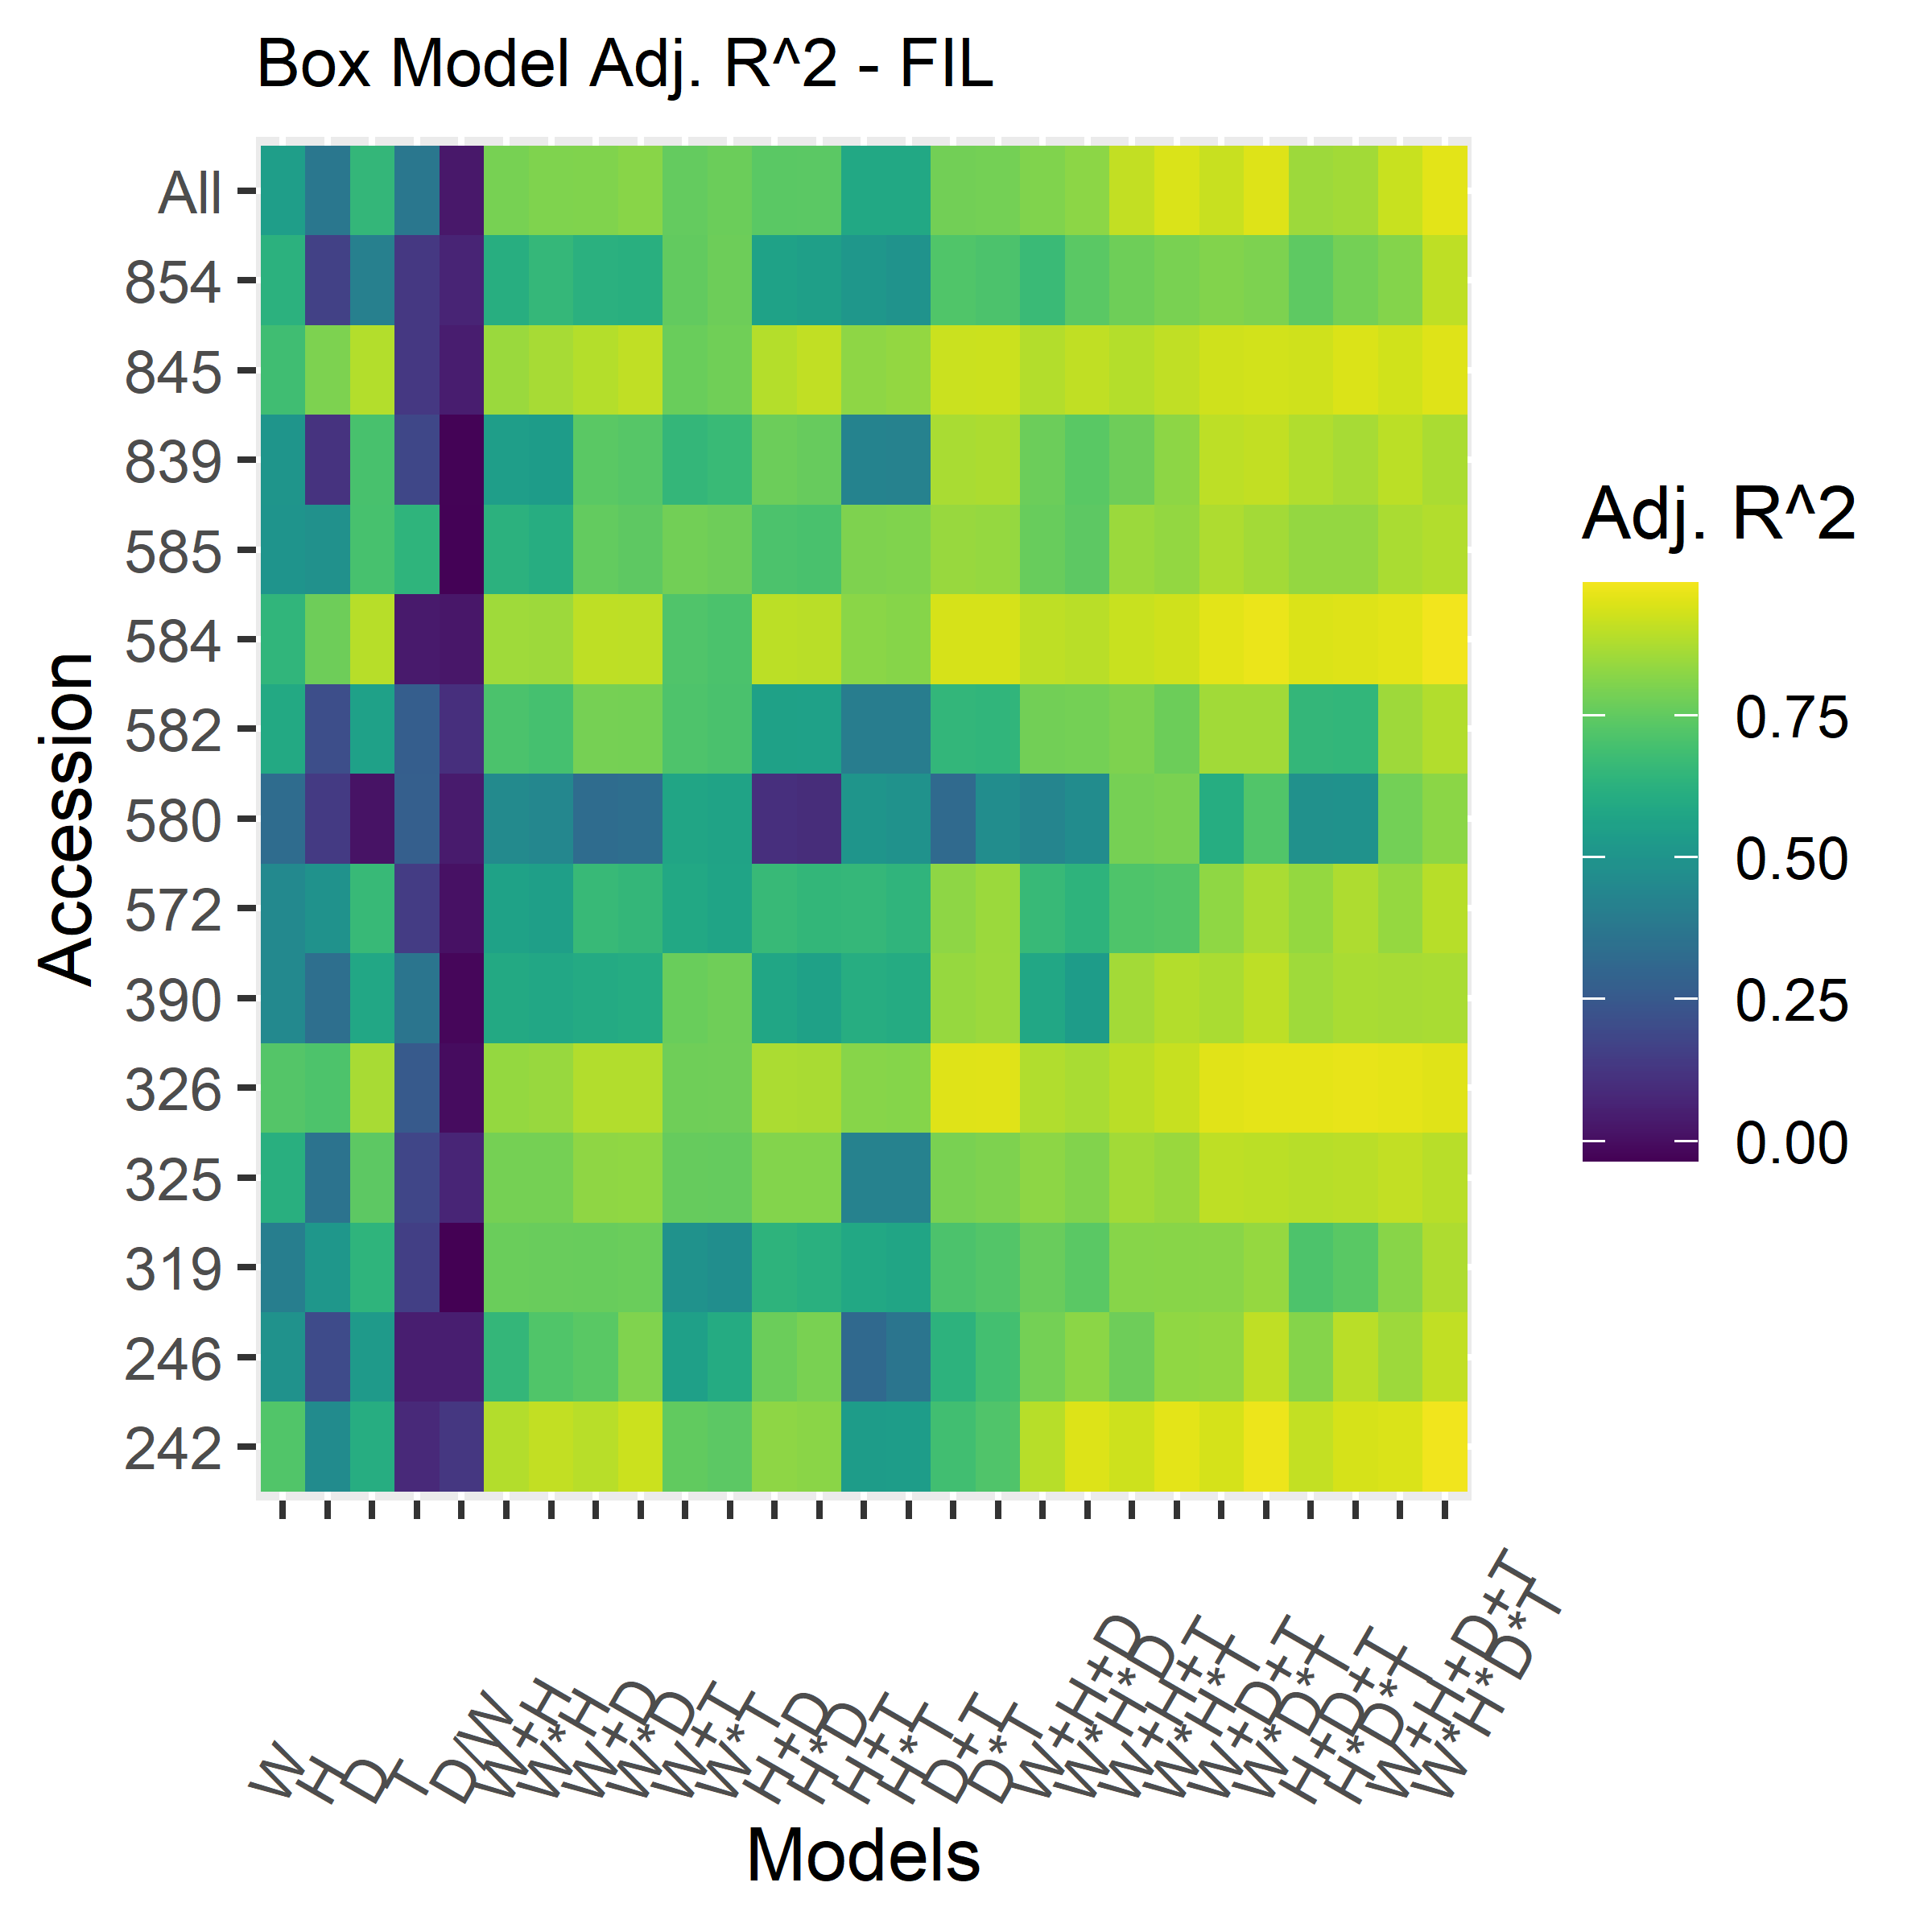 Box Model Adj. R^2 - FIL
Accession
All
854
845
839
585
584
582
580
572
390
326
325
319
246
242
W
H
D
T
D/W
W+H
W*H
W+D
W*D
W+T
W*T
H+D
H*D
H+T
H*T
D+T
D*T
W+H+D
W*H*D
W+H+T
W*H*T
W+D+T
W*D*T
H+D+T
H*D*T
W+H+D+T
W*H*D*T
Models
Adj. R^2
0.75
0.50
0.25
0.00